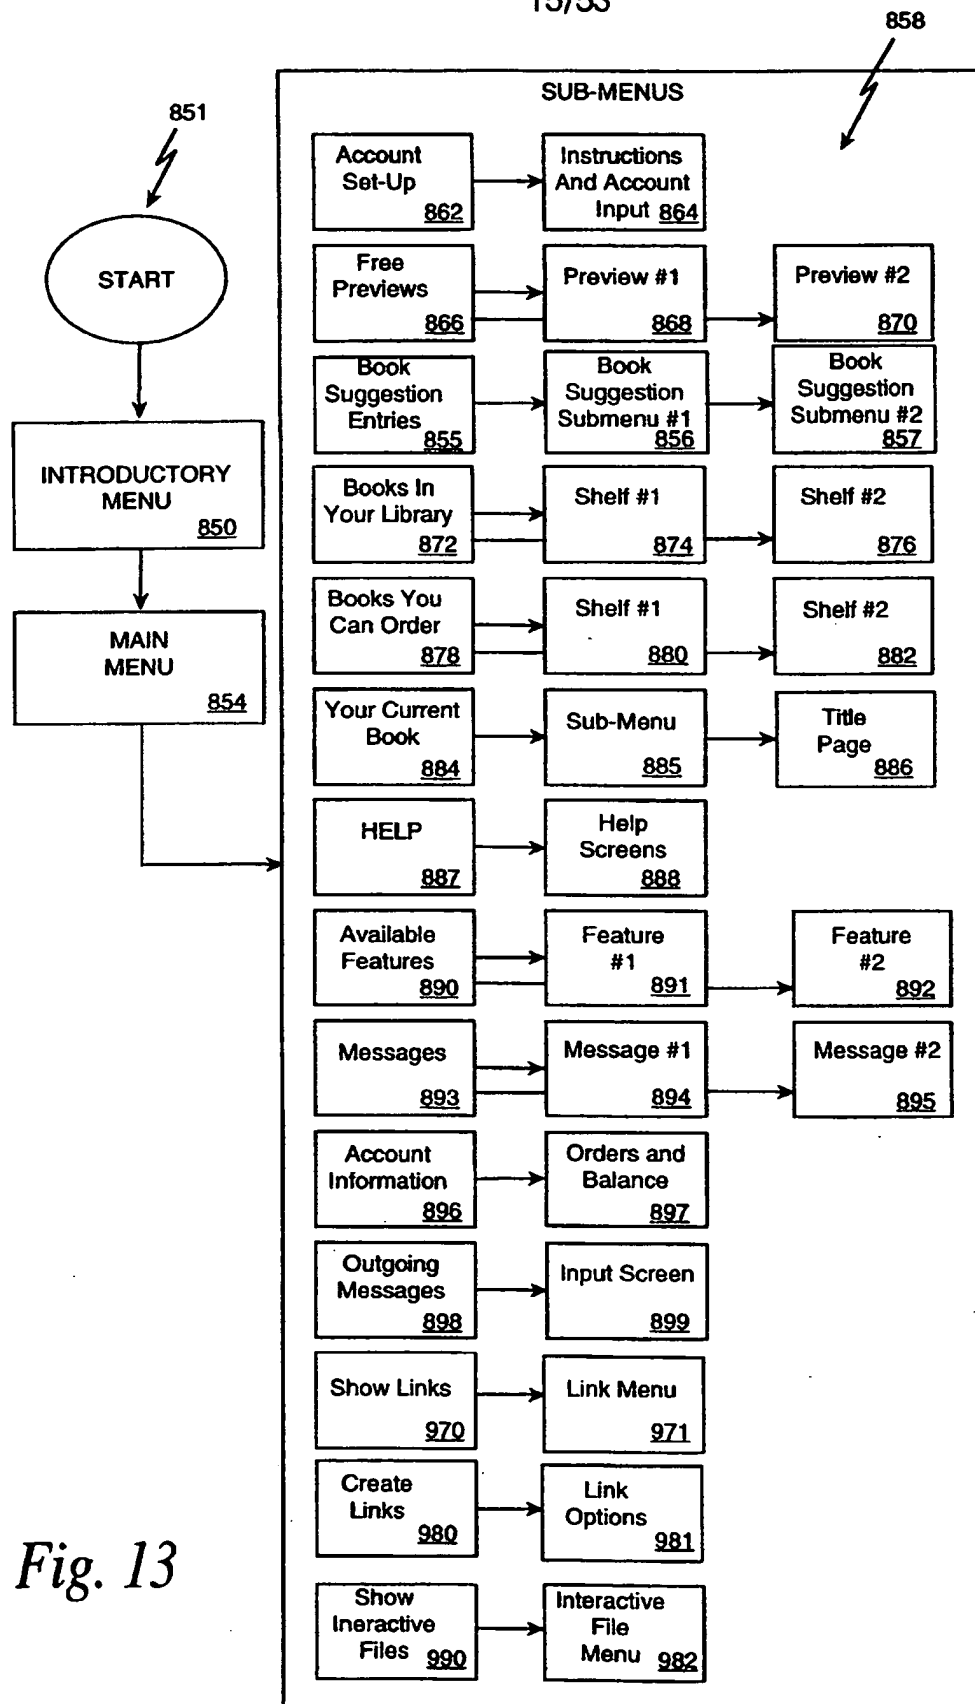 15/53
858
851
SUB-MENUS
START
INTRODUCTORY
MENU
850
MAIN
MENU
854
Account
Set-Up
862
Instructions
And Account
Input 864
Free
Previews
866
Preview #1
868
Preview #2
870
Book
Suggestion
Entries
855
Book
Suggestion
Submenu #1
856
Book
Suggestion
Submenu #2
857
Books In
Your Library
872
Shelf #1
874
Shelf #2
876
Books You
Can Order
878
Shelf #1
880
Shelf #2
882
Your Current
Book
884
Sub-Menu
885
Title
Page
886
HELP
887
Help
Screens
888
Available
Features
890
Feature
#1
891
Feature
#2
892
Messages
893
Message #1
894
Message #2
895
Account
Information
896
Orders and
Balance
897
Outgoing
Messages
898
Input Screen
899
Show Links
970
Link Menu
971
Create
Links
980
Link
Options
981
Show
Ineractive
Files 990
Interactive
File
Menu 982
Fig. 13